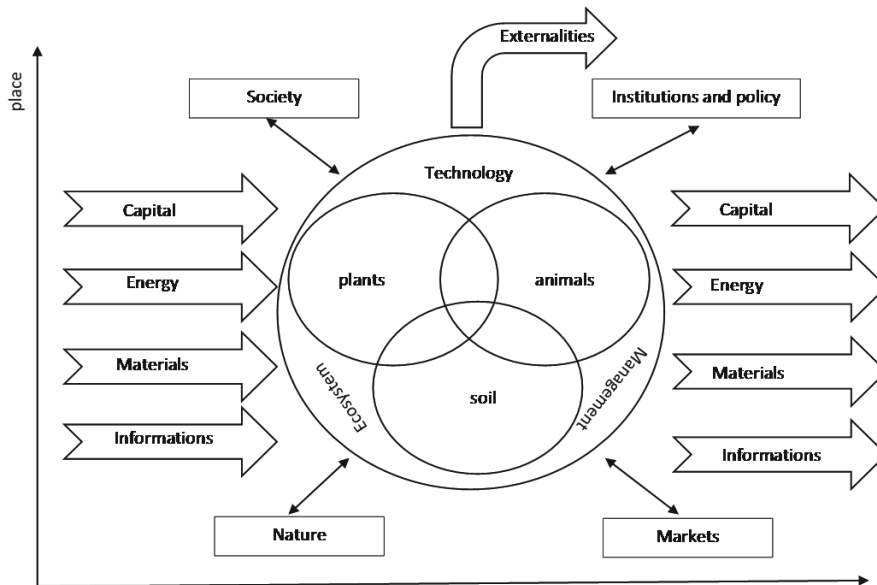 Externalities
place
Society
Institutions and policy
Technology
Capital
Capital
Energy
plants
animals
Energy
Materials
Ecosystem
Management
Materials
soil
Informations
Informations
Nature
Markets